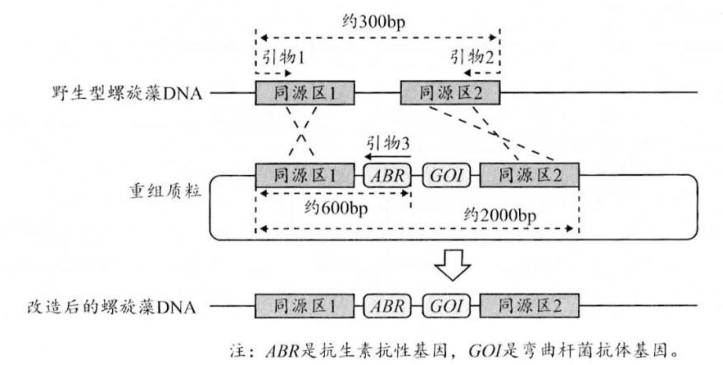 约300bp
引物1 引物2
野生型螺旋藻DNA 同源区1 同源区2
引物3
重组质粒 同源区1 ABR GOI 同源区2
约600bp 约2000bp
改造后的螺旋藻DNA 同源区1 ABR GOI 同源区2
注：ABR是抗生素抗性基因，GOI是弯曲杆菌抗体基因。